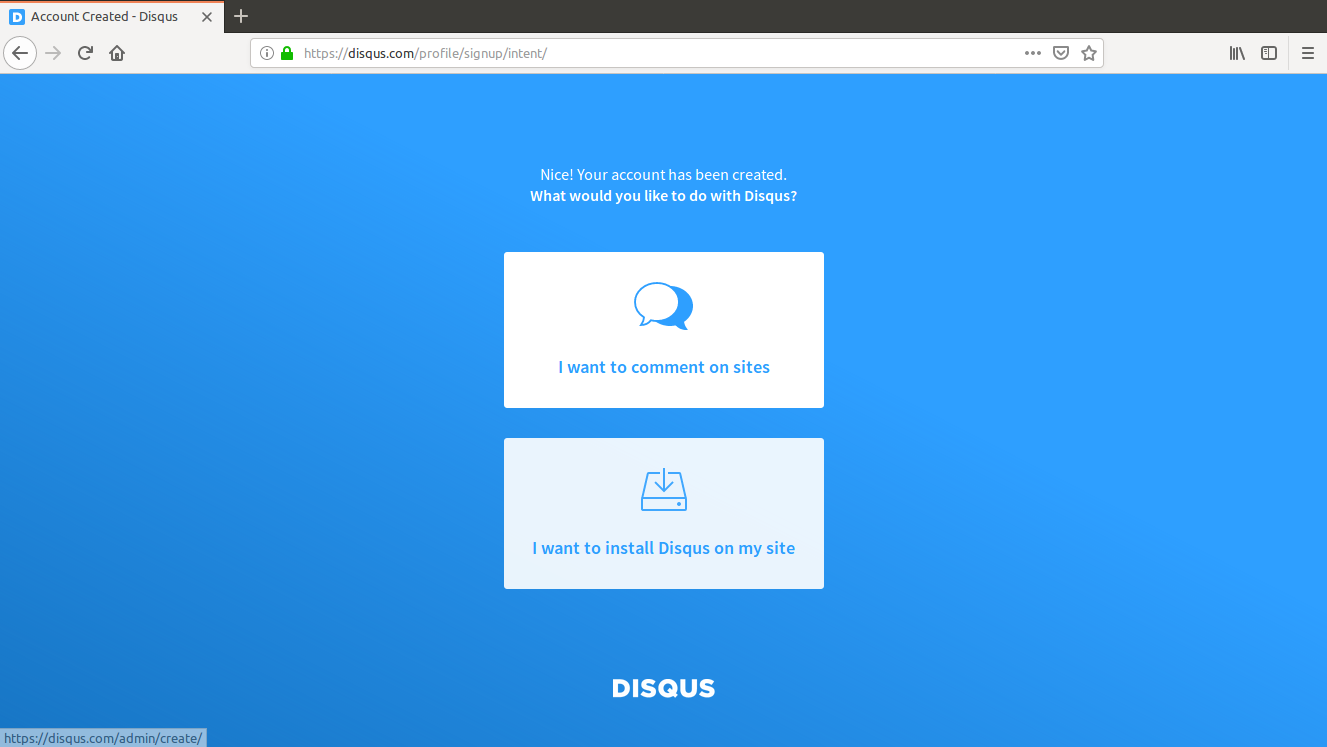 Account Created - Disqus
https://disqus.com/profile/signup/intent/
Nice! Your account has been created.
What would you like to do with Disqus?
I want to comment on sites
I want to install Disqus on my site
DISQUS
https://disqus.com/admin/create/